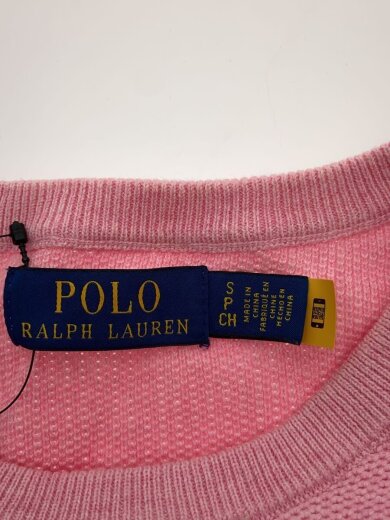 POLO
RALPH LAUREN
S
P
CH
MADE IN
CHINA
FABRIQUÉ EN
CHINE
HECHO EN
CHINA